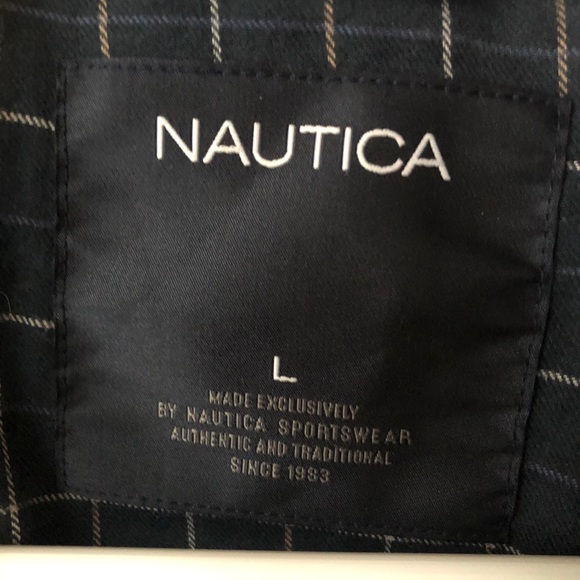 NAUTICA
L
MADE EXCLUSIVELY
BY NAUTICA SPORTSWEAR
AUTHENTIC AND TRADITIONAL
SINCE 1983